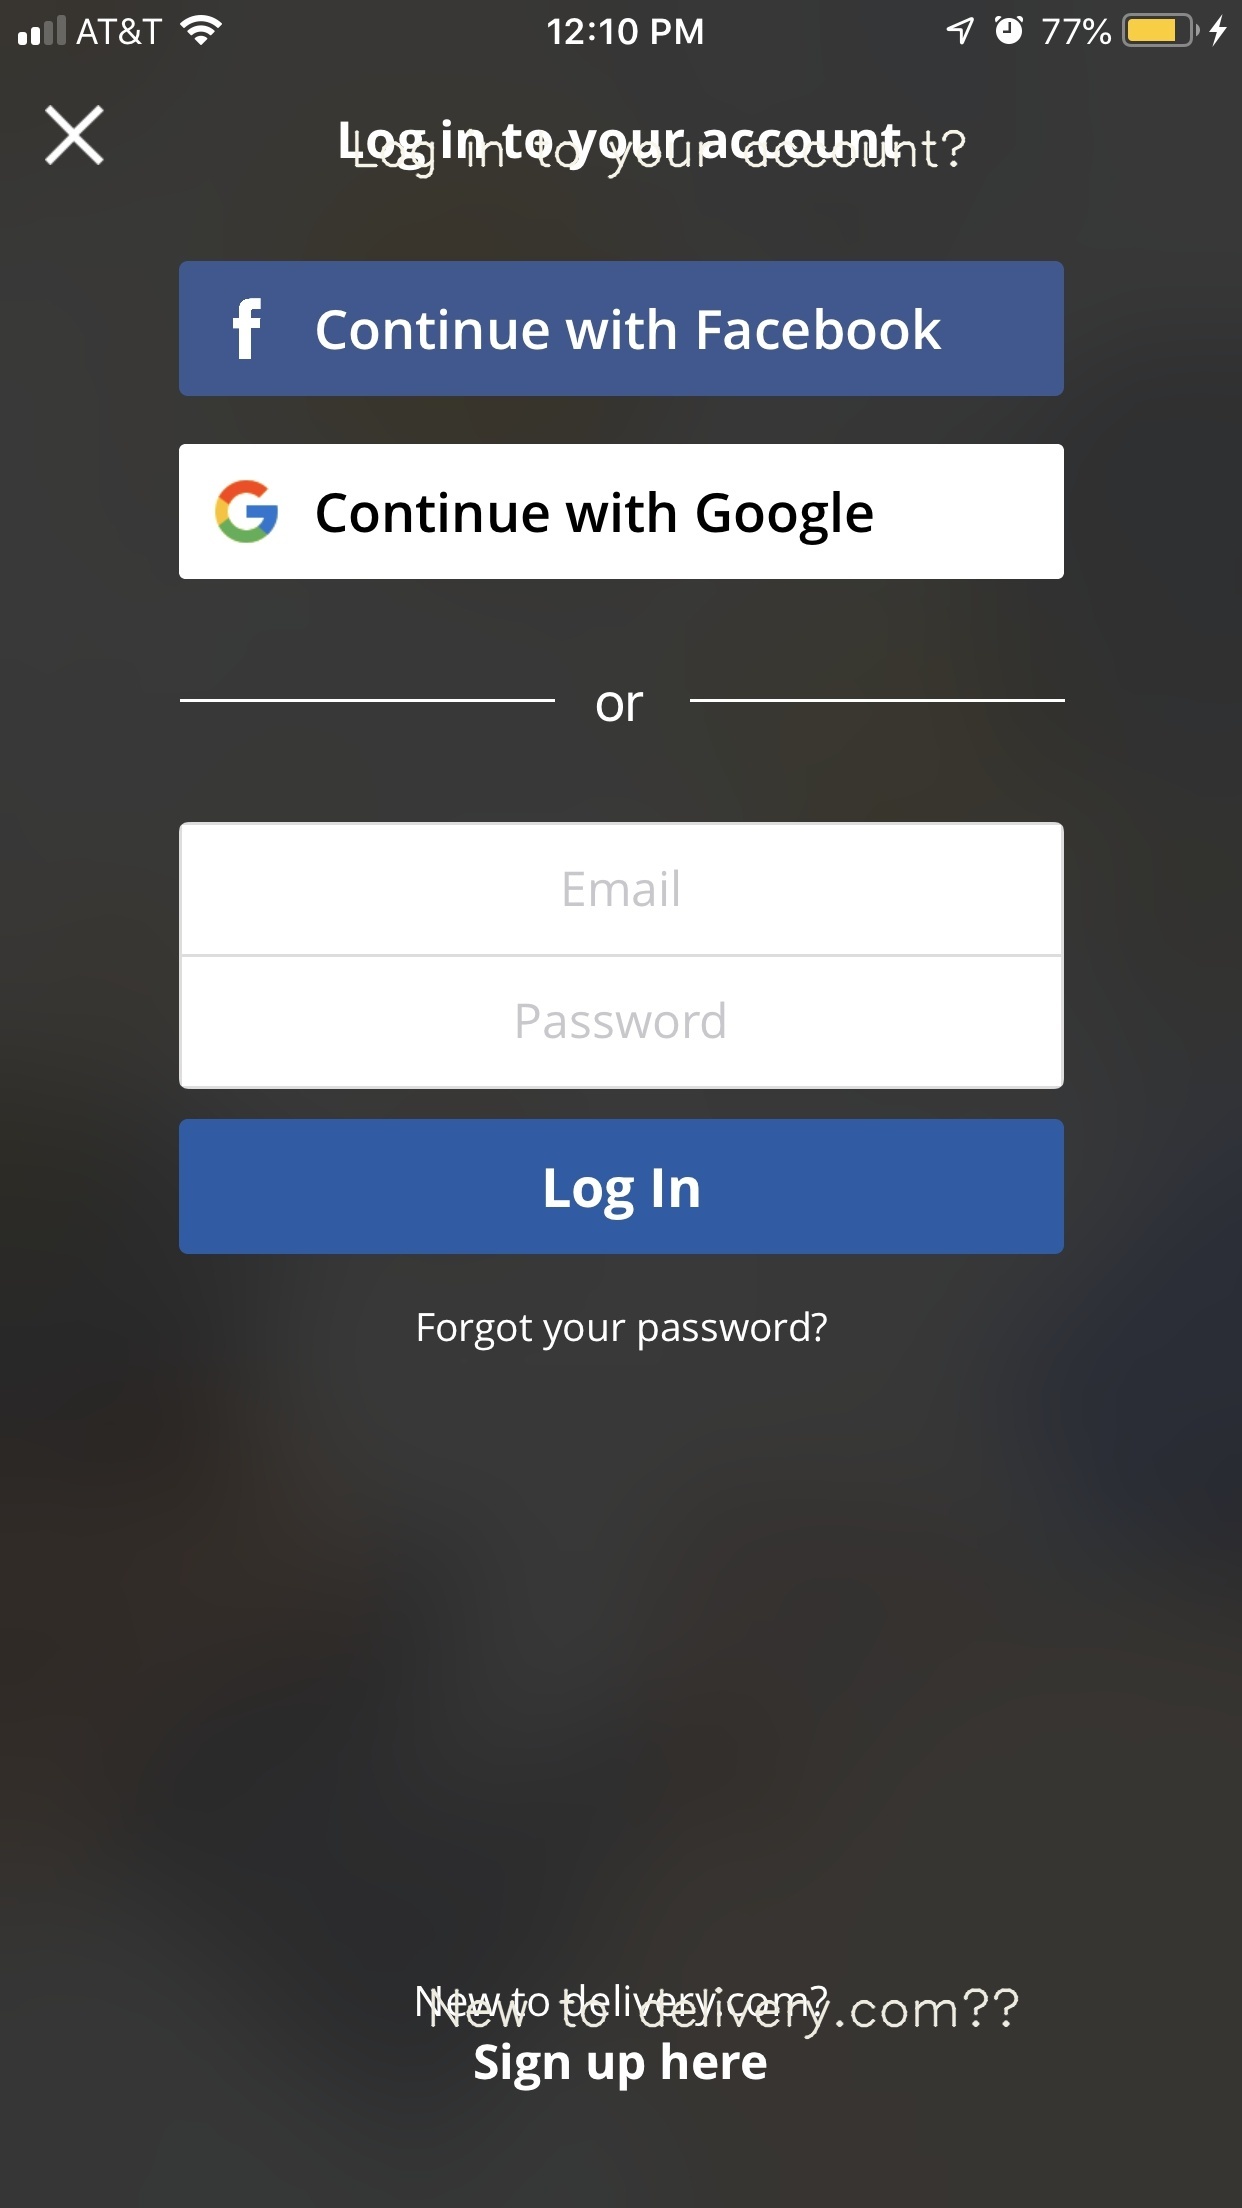 AT&T 12:10 PM 77%
Log in to your account
Log in to your account?
f Continue with Facebook
G Continue with Google
or
Email
Password
Log In
Forgot your password?
New to delivery.com?
New to delivery.com??
Sign up here